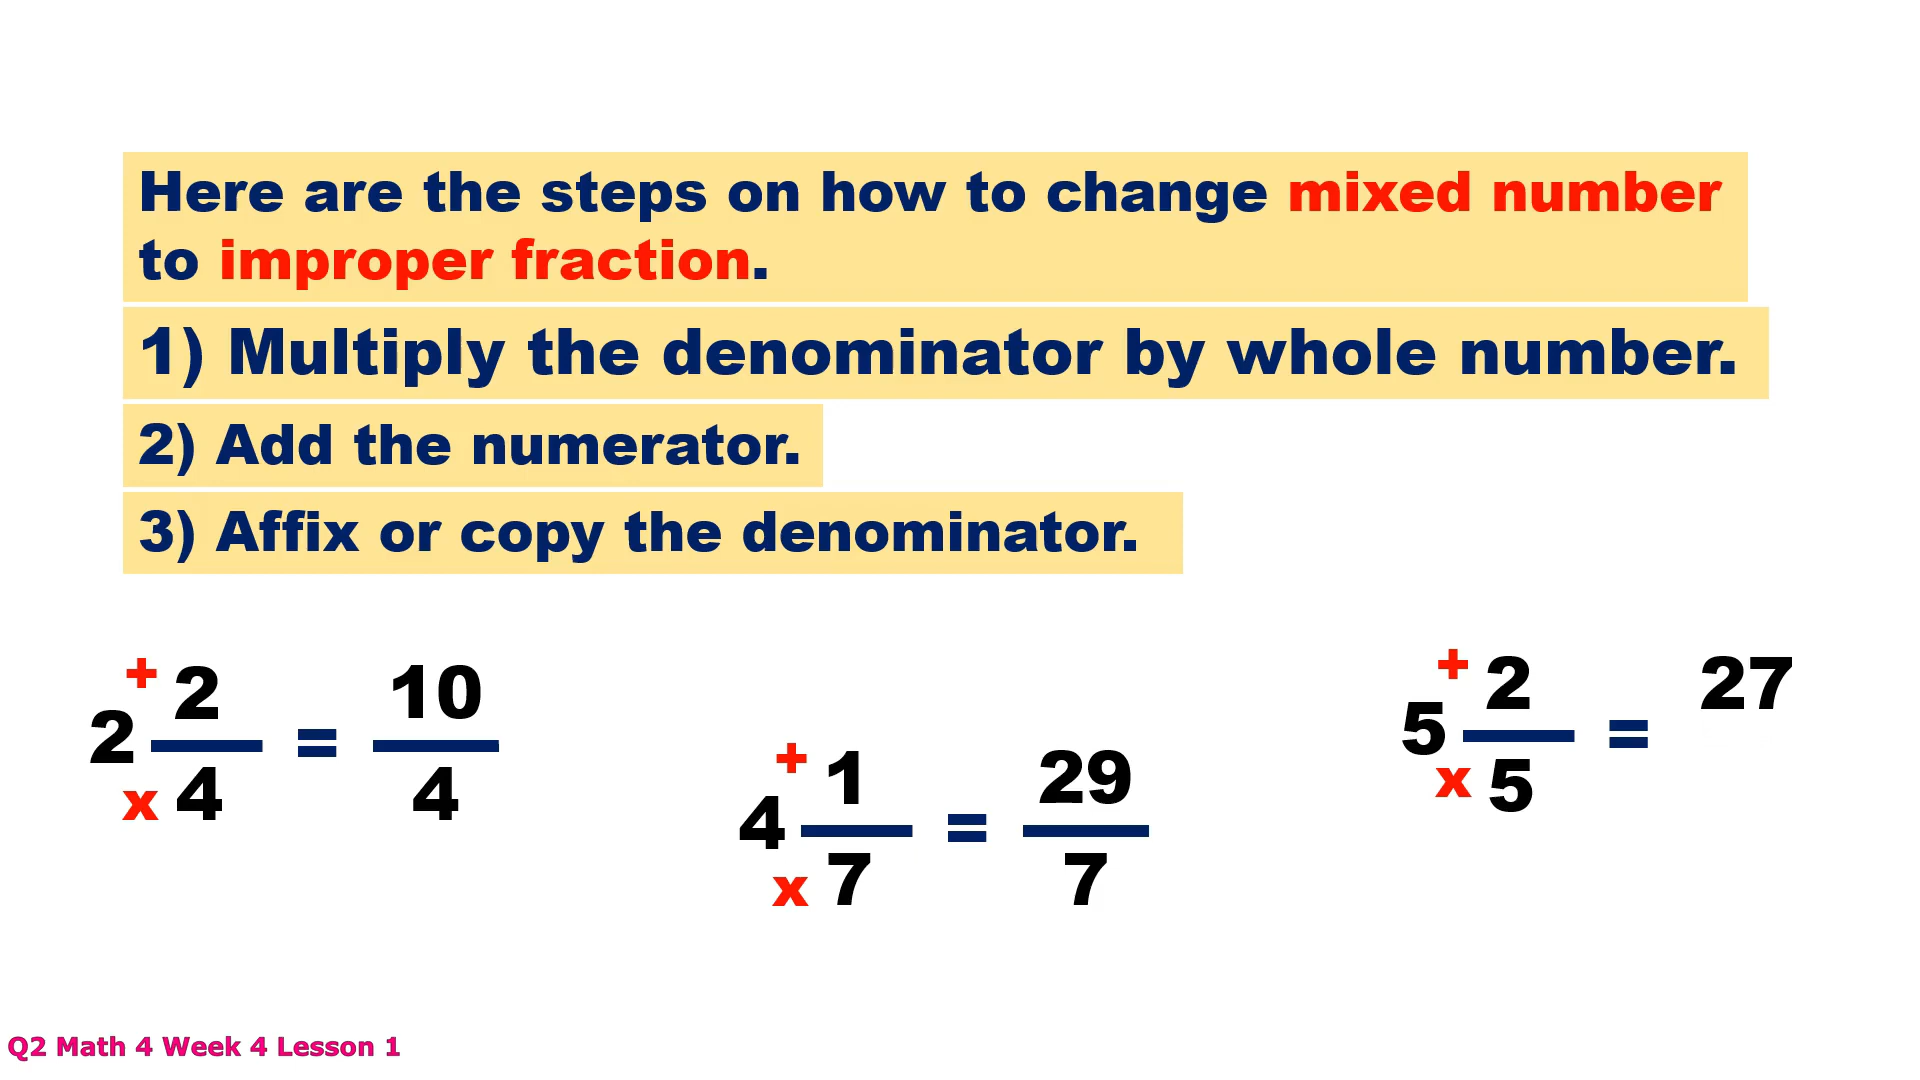 Here are the steps on how to change mixed number
to improper fraction.
1) Multiply the denominator by whole number.
2) Add the numerator.
3) Affix or copy the denominator.
+ 2 10
2 =
x 4 4
+ 1 29
4 =
x 7 7
+ 2 27
5 =
x 5
Q2 Math 4 Week 4 Lesson 1